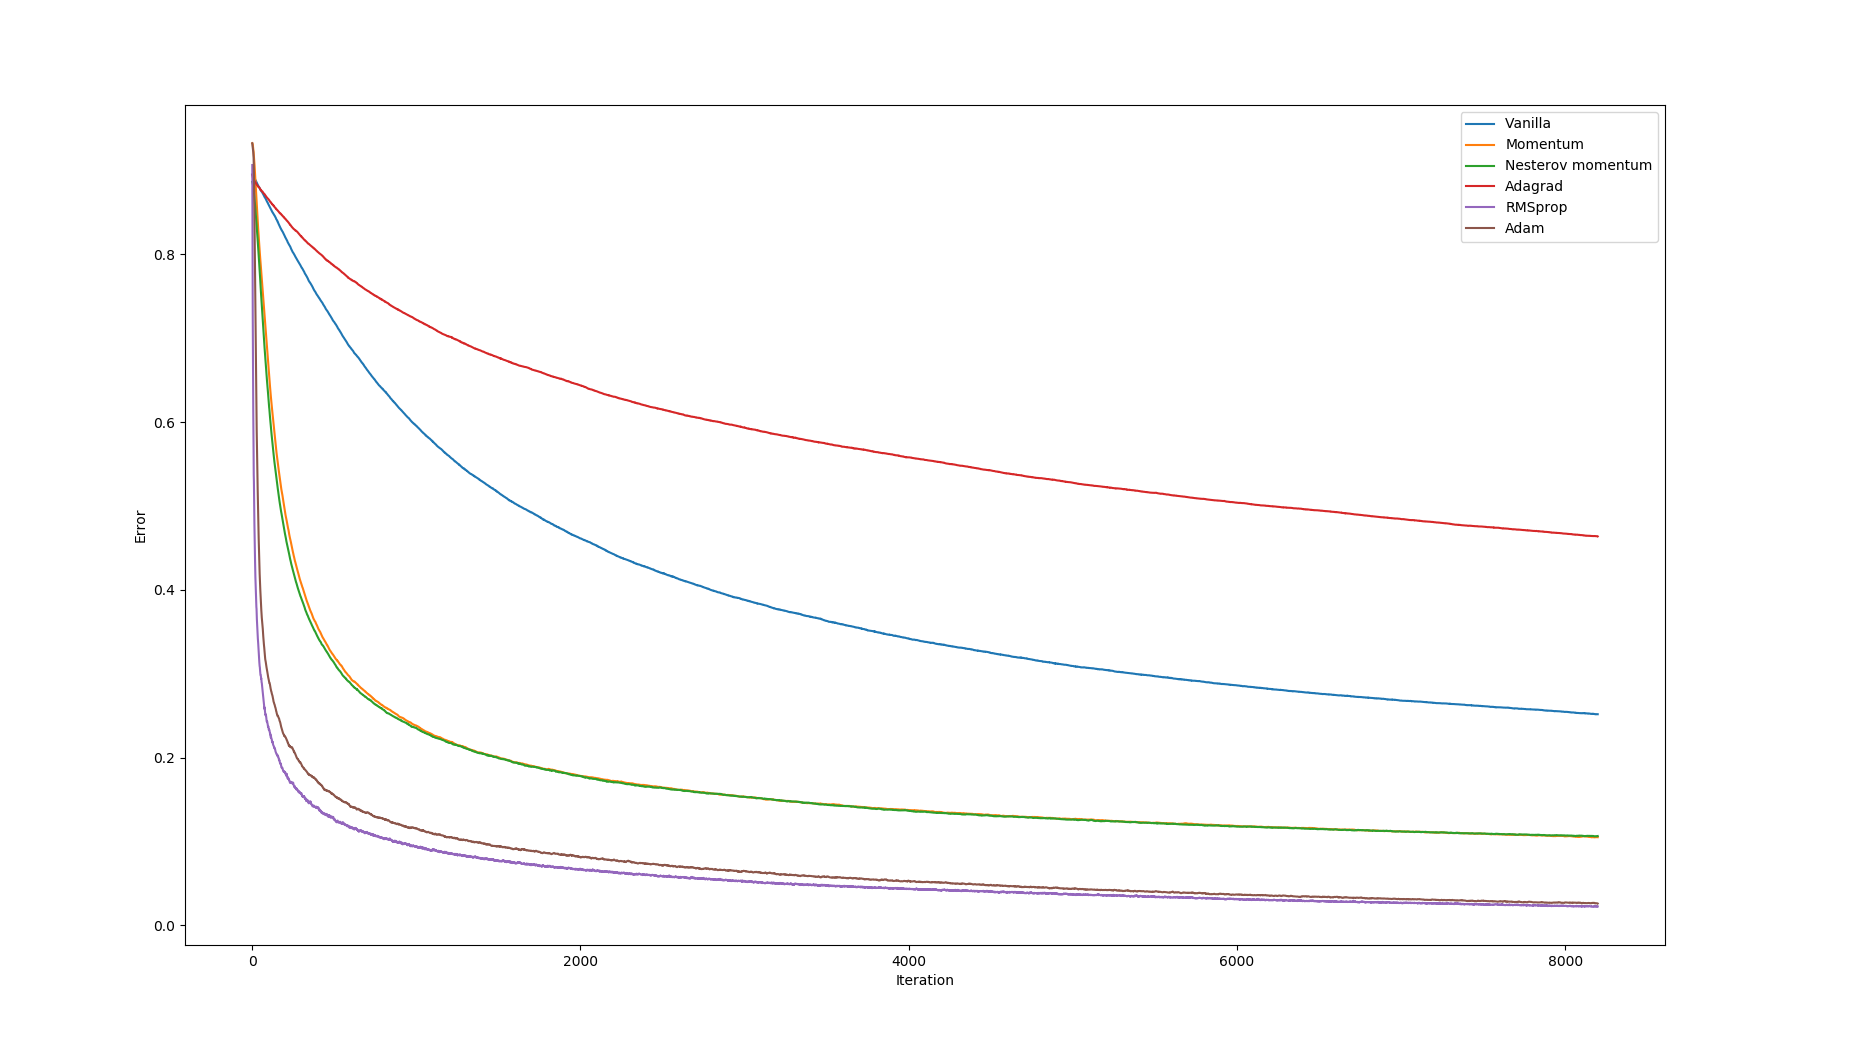 Vanilla
Momentum
Nesterov momentum
Adagrad
RMSprop
Adam
0.8
0.6
Error
0.4
0.2
0.0
0 2000 4000 6000 8000
Iteration